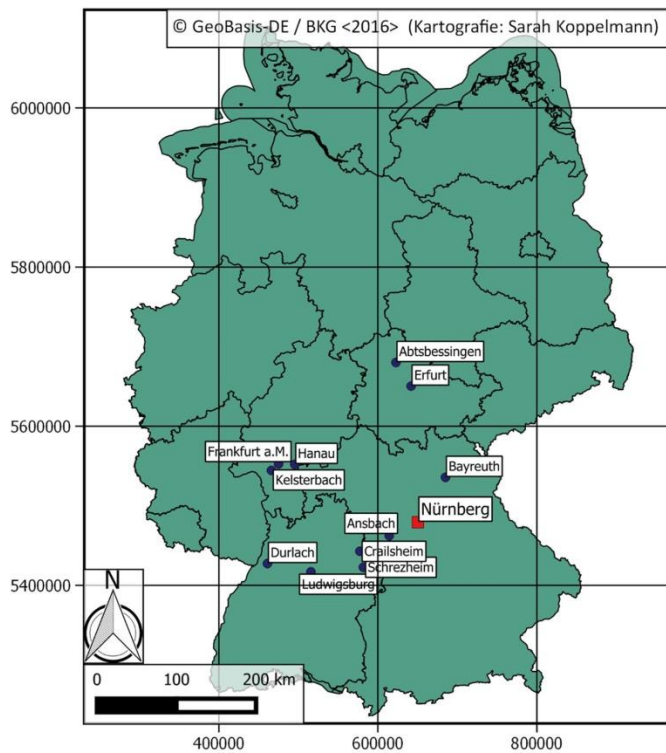 © GeoBasis-DE / BKG <2016> (Kartografie: Sarah Koppelmann)
6000000
5800000
Abtsbessingen
Erfurt
5600000
Frankfurt a.M.
Hanau
Kelsterbach
Bayreuth
Nürnberg
Ansbach
Durlach
Crailsheim
Schrezheim
Ludwigsburg
5400000
N
0 100 200 km
400000 600000 800000